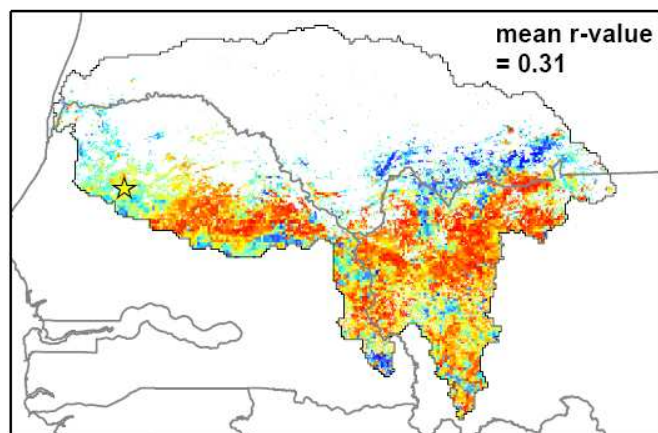 mean r-value
= 0.31